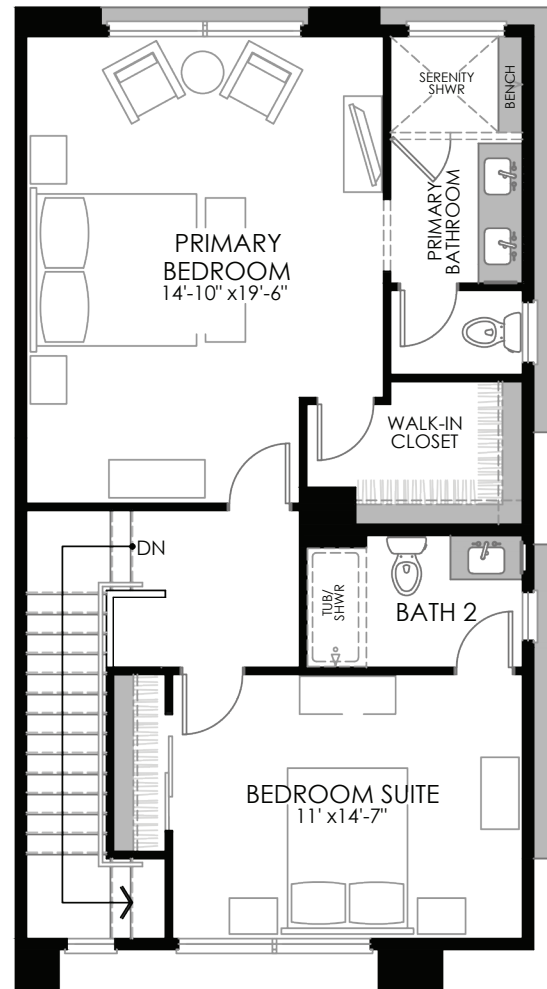 SERENITY
SHWR
BENCH
PRIMARY
BATHROOM
PRIMARY
BEDROOM
14'-10" x19'-6"
WALK-IN
CLOSET
DN
TUB/
SHWR
BATH 2
BEDROOM SUITE
11' x14'-7"